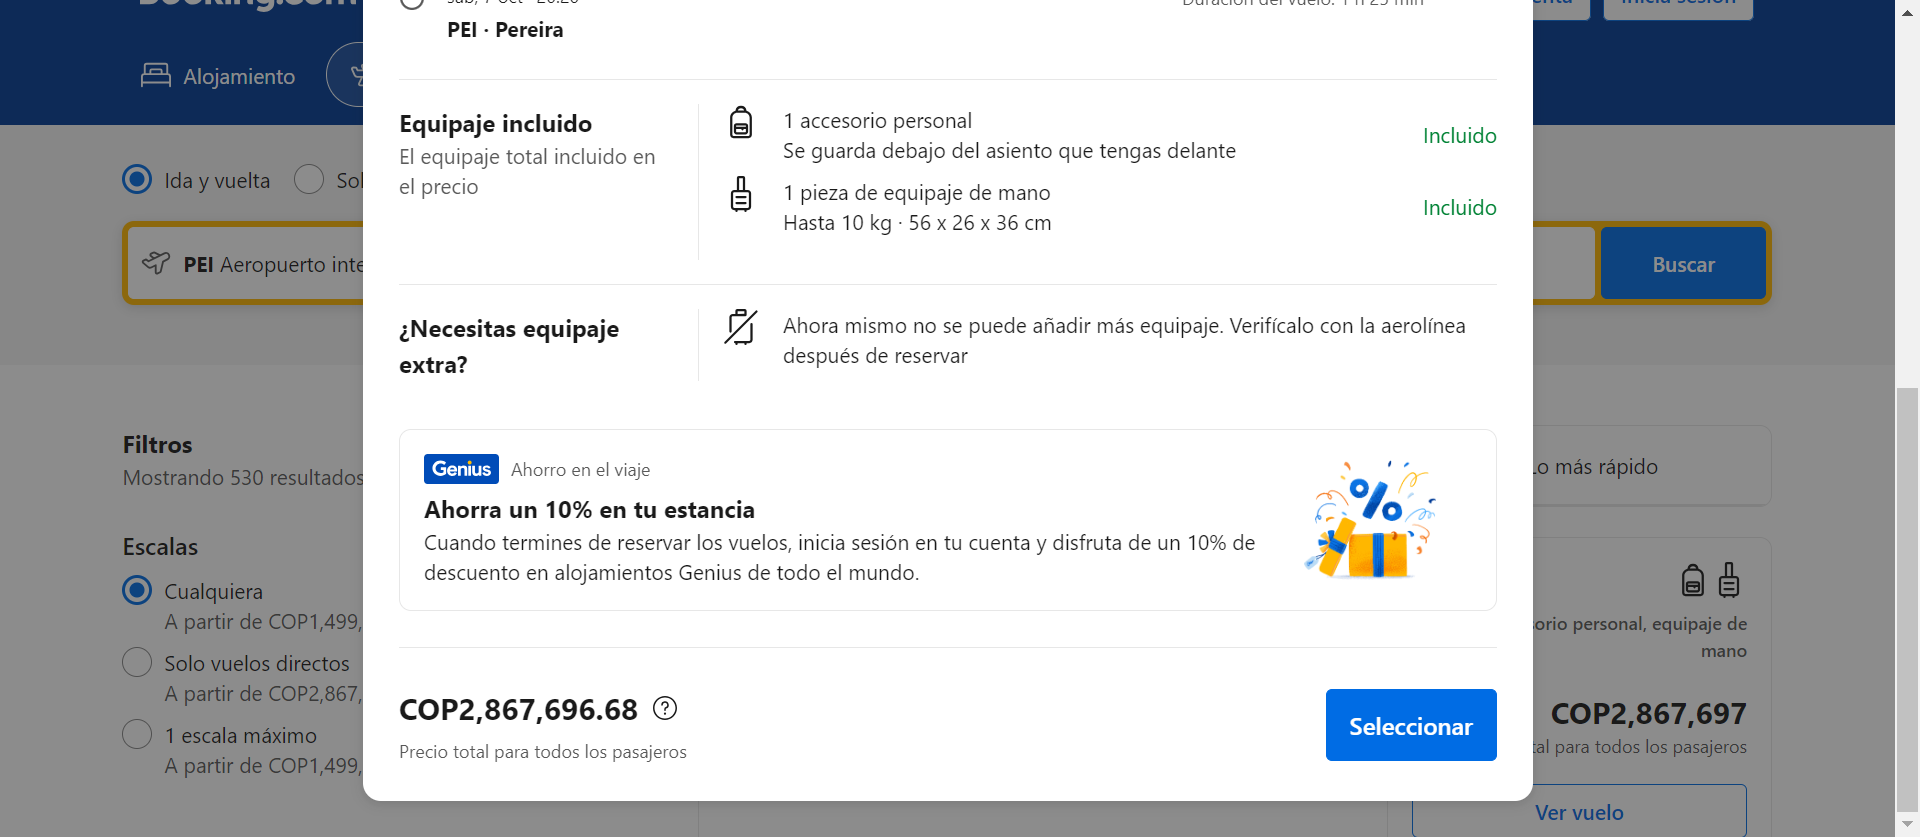 Booking.com
Alojamiento
Ida y vuelta
PEI Aeropuerto inte
Buscar
Filtros
Mostrando 530 resultados
Escalas
Cualquiera
A partir de COP1,499,
Solo vuelos directos
A partir de COP2,867,
1 escala máximo
A partir de COP1,499,
PEI · Pereira
Equipaje incluido
El equipaje total incluido en
el precio
1 accesorio personal
Se guarda debajo del asiento que tengas delante
Incluido
1 pieza de equipaje de mano
Hasta 10 kg · 56 x 26 x 36 cm
Incluido
¿Necesitas equipaje
extra?
Ahora mismo no se puede añadir más equipaje. Verifícalo con la aerolínea
después de reservar
Genius Ahorro en el viaje
Ahorra un 10% en tu estancia
Cuando termines de reservar los vuelos, inicia sesión en tu cuenta y disfruta de un 10% de
descuento en alojamientos Genius de todo el mundo.
COP2,867,696.68
Precio total para todos los pasajeros
Seleccionar
Lo más rápido
orio personal, equipaje de
mano
COP2,867,697
tal para todos los pasajeros
Ver vuelo